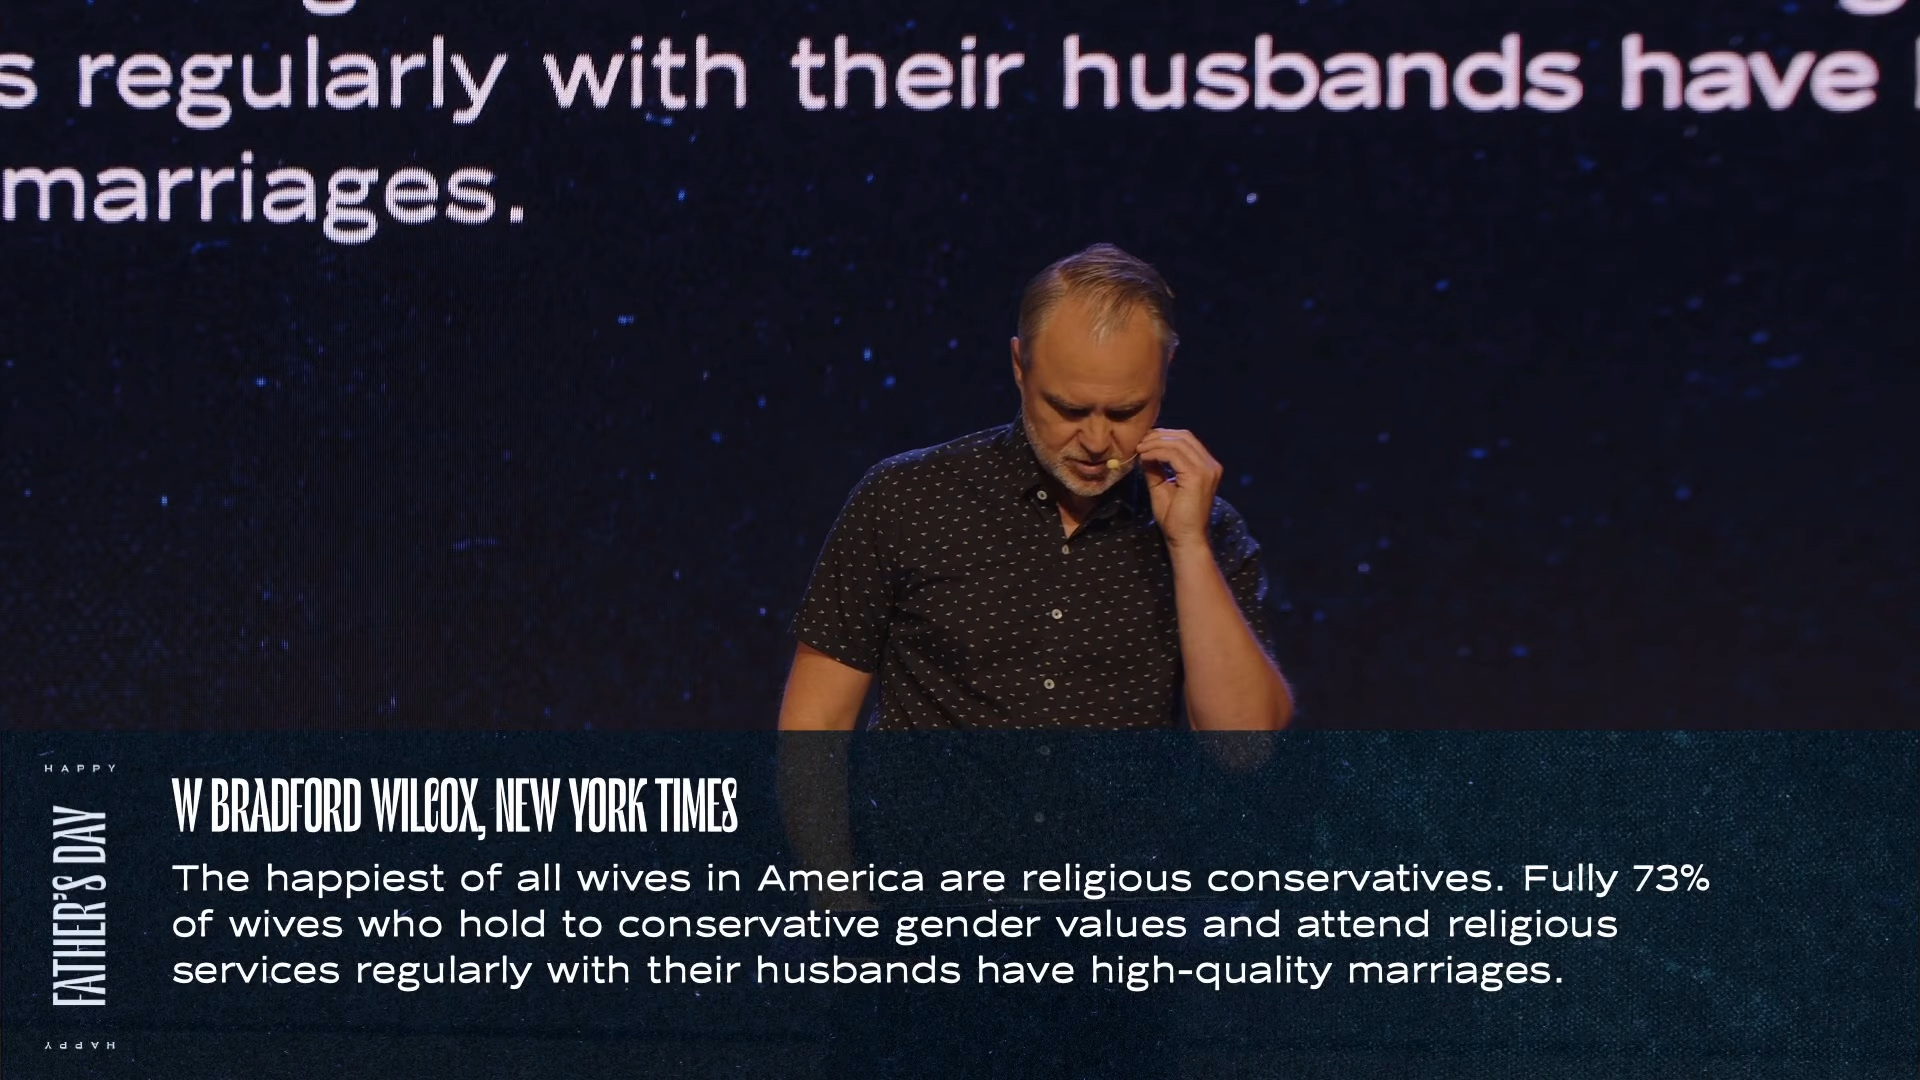 s regularly with their husbands have
marriages.
HAPPY
FATHER'S DAY
HAPPY
W BRADFORD WILCOX, NEW YORK TIMES
The happiest of all wives in America are religious conservatives. Fully 73%
of wives who hold to conservative gender values and attend religious
services regularly with their husbands have high-quality marriages.